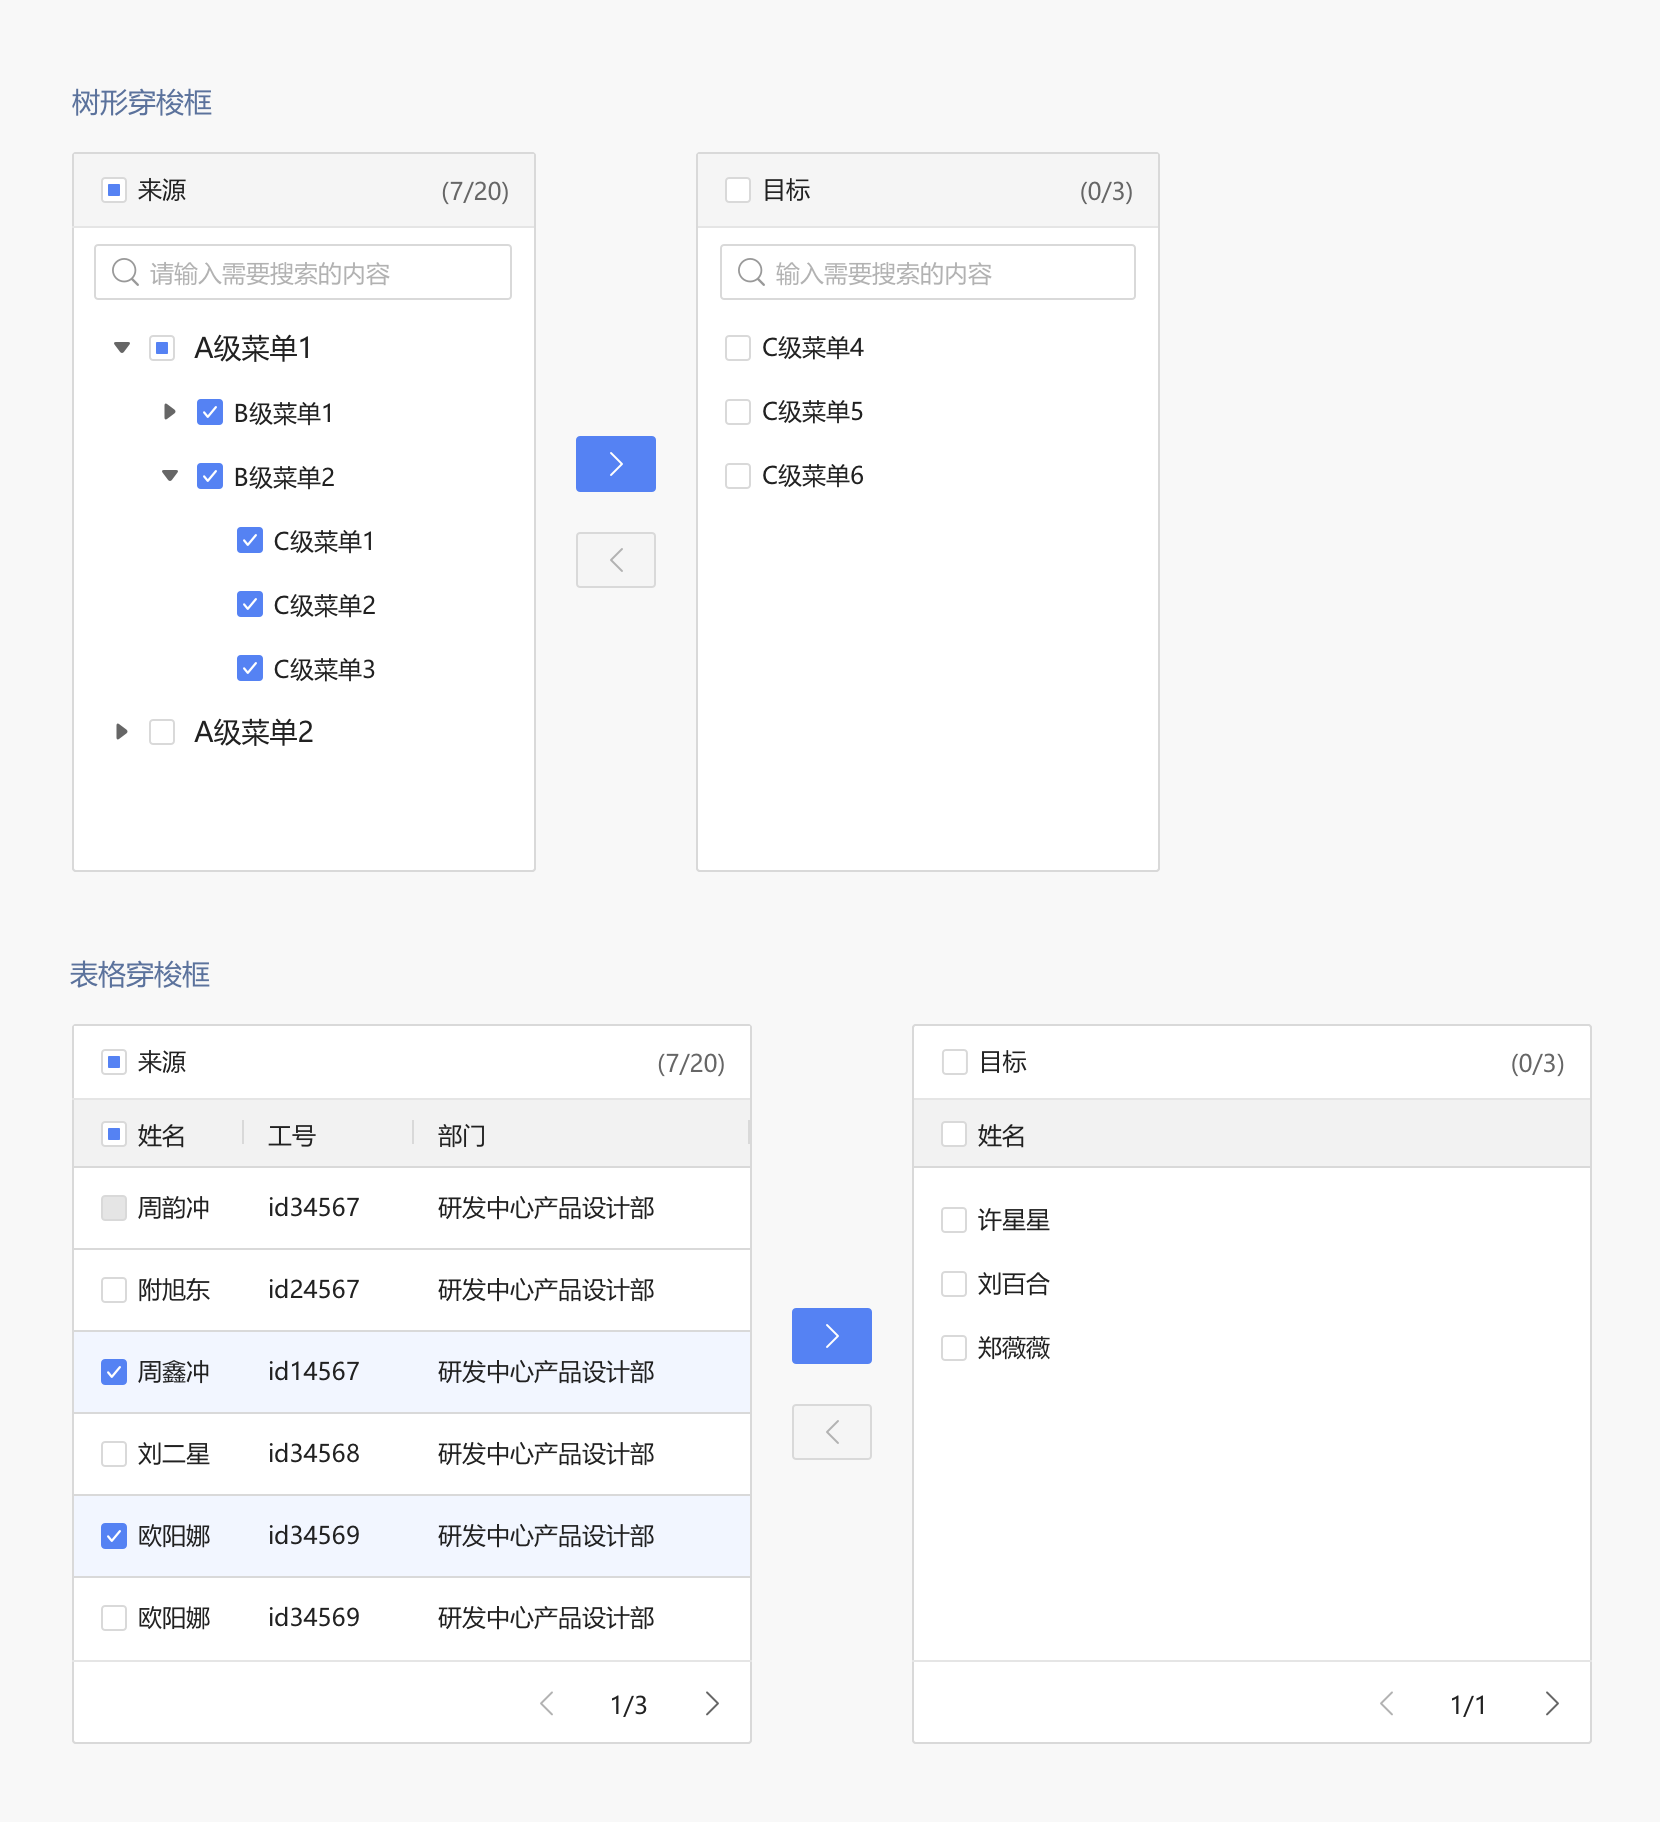 树形穿梭框
来源 (7/20)
请输入需要搜索的内容
A级菜单1
B级菜单1
B级菜单2
C级菜单1
C级菜单2
C级菜单3
A级菜单2
目标 (0/3)
输入需要搜索的内容
C级菜单4
C级菜单5
C级菜单6
表格穿梭框
来源 (7/20)
姓名 工号 部门
周韵冲 id34567 研发中心产品设计部
附旭东 id24567 研发中心产品设计部
周鑫冲 id14567 研发中心产品设计部
刘二星 id34568 研发中心产品设计部
欧阳娜 id34569 研发中心产品设计部
欧阳娜 id34569 研发中心产品设计部
1/3
目标 (0/3)
姓名
许星星
刘百合
郑薇薇
1/1